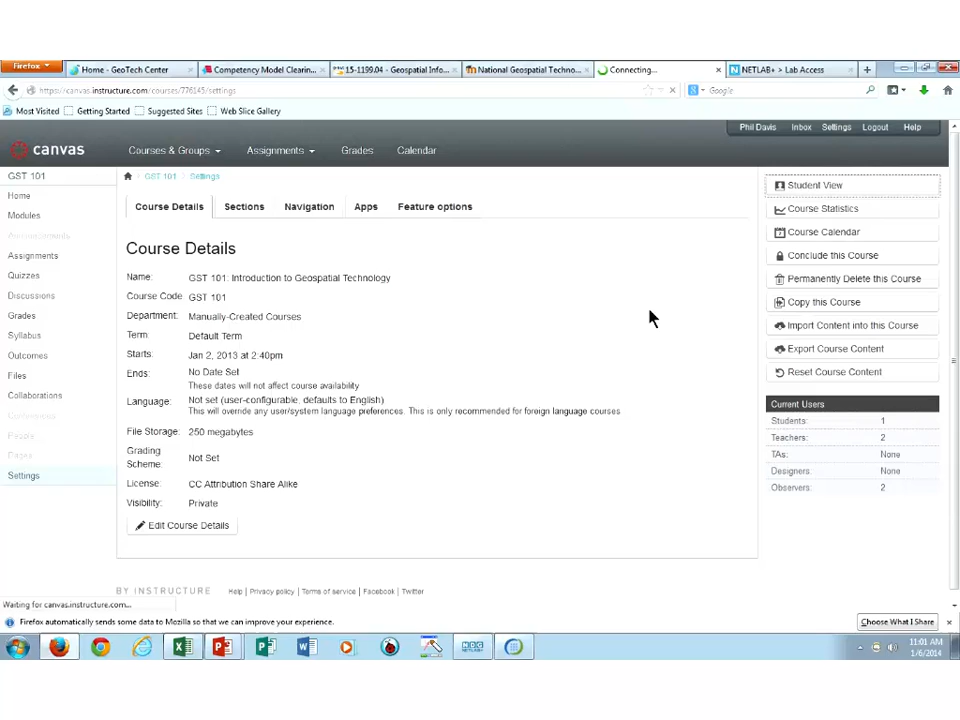 Firefox
Home - GeoTech Center
Competency Model Clearin...
15-1199.04 - Geospatial Info...
National Geospatial Techno...
Connecting...
NETLAB+ > Lab Access
https://canvas.instructure.com/courses/776145/settings
Google
Most Visited
Getting Started
Suggested Sites
Web Slice Gallery
Phil Davis
Inbox
Settings
Logout
Help
canvas
Courses & Groups
Assignments
Grades
Calendar
GST 101
GST 101
Settings
Home
Modules
Announcements
Assignments
Quizzes
Discussions
Grades
Syllabus
Outcomes
Files
Collaborations
Conferences
People
Pages
Settings
Course Details
Sections
Navigation
Apps
Feature options
Course Details
Name: GST 101: Introduction to Geospatial Technology
Course Code GST 101
Department: Manually-Created Courses
Term: Default Term
Starts: Jan 2, 2013 at 2:40pm
Ends: No Date Set
These dates will not affect course availability
Language: Not set (user-configurable, defaults to English)
This will override any user/system language preferences. This is only recommended for foreign language courses
File Storage: 250 megabytes
Grading
Scheme: Not Set
License: CC Attribution Share Alike
Visibility: Private
Edit Course Details
Student View
Course Statistics
Course Calendar
Conclude this Course
Permanently Delete this Course
Copy this Course
Import Content into this Course
Export Course Content
Reset Course Content
Current Users
Students: 1
Teachers: 2
TAs: None
Designers: None
Observers: 2
BY INSTRUCTURE
Help | Privacy policy | Terms of service | Facebook | Twitter
Waiting for canvas.instructure.com...
Firefox automatically sends some data to Mozilla so that we can improve your experience.
Choose What I Share
11:01 AM
1/6/2014